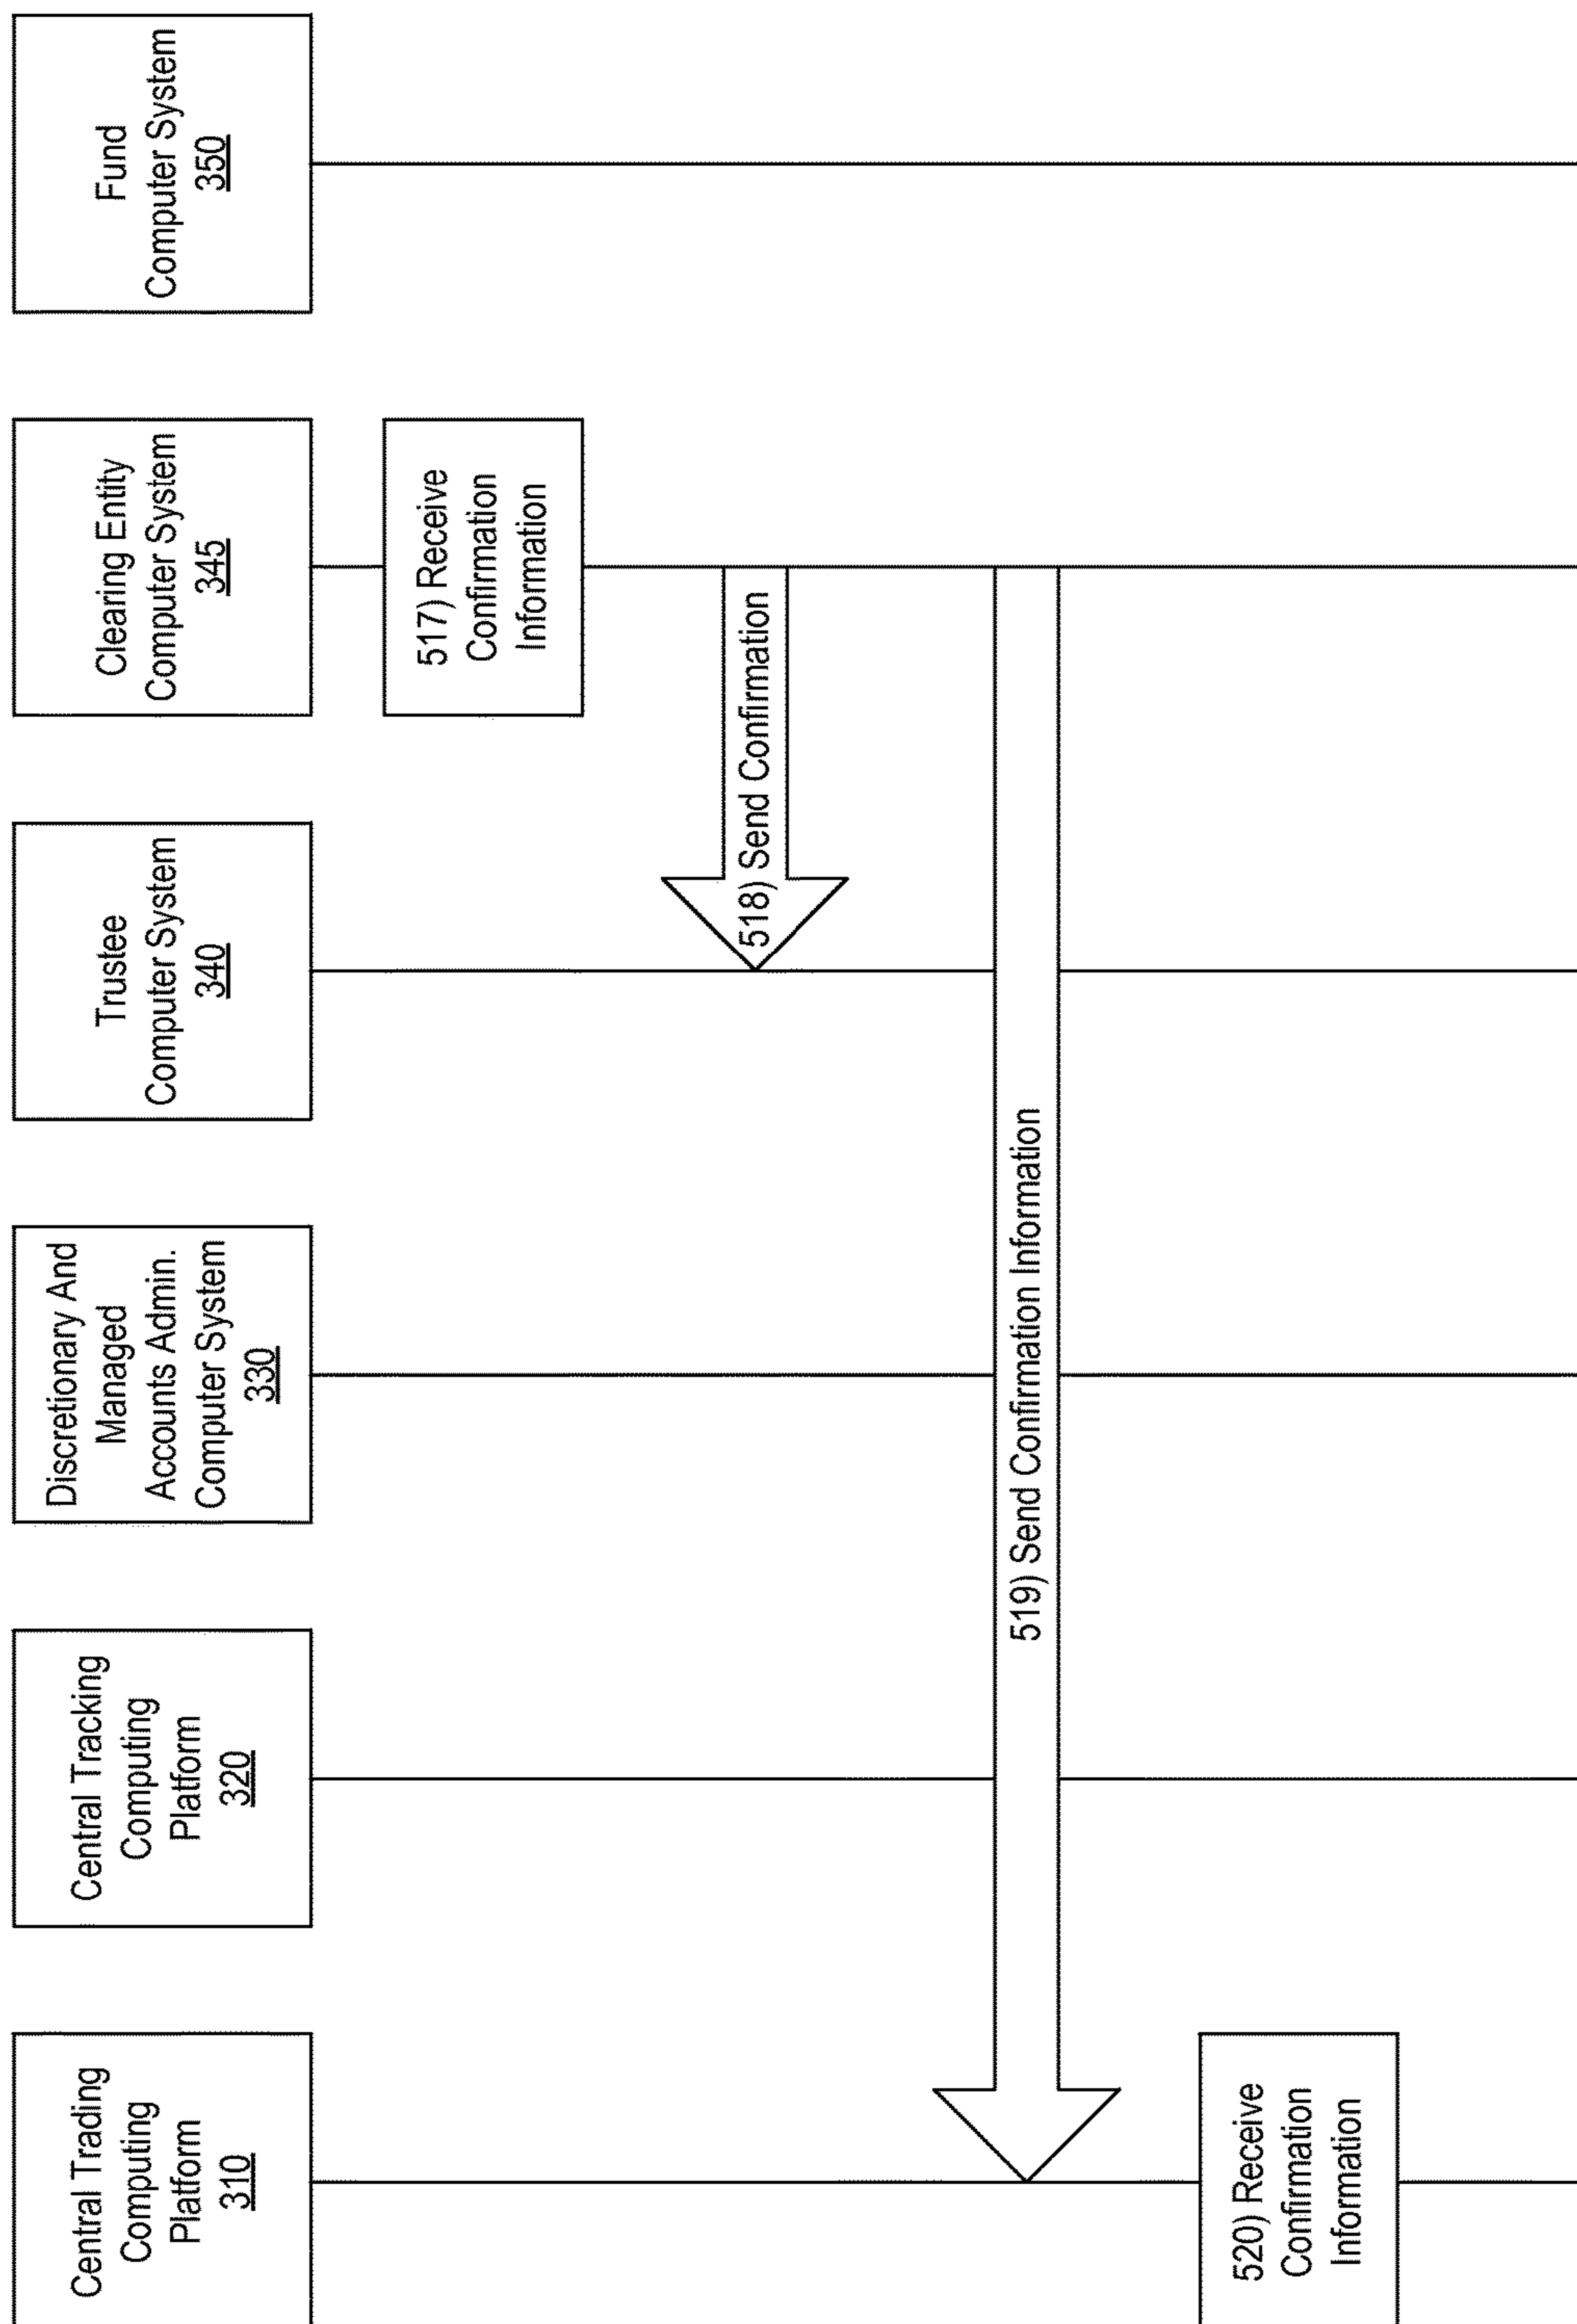 Central Trading
Computing
Platform
310
Central Tracking
Computing
Platform
320
Discretionary And
Managed
Accounts Admin.
Computer System
330
Trustee
Computer System
340
Clearing Entity
Computer System
345
Fund
Computer System
350
517) Receive
Confirmation
Information
518) Send Confirmation
519) Send Confirmation Information
520) Receive
Confirmation
Information